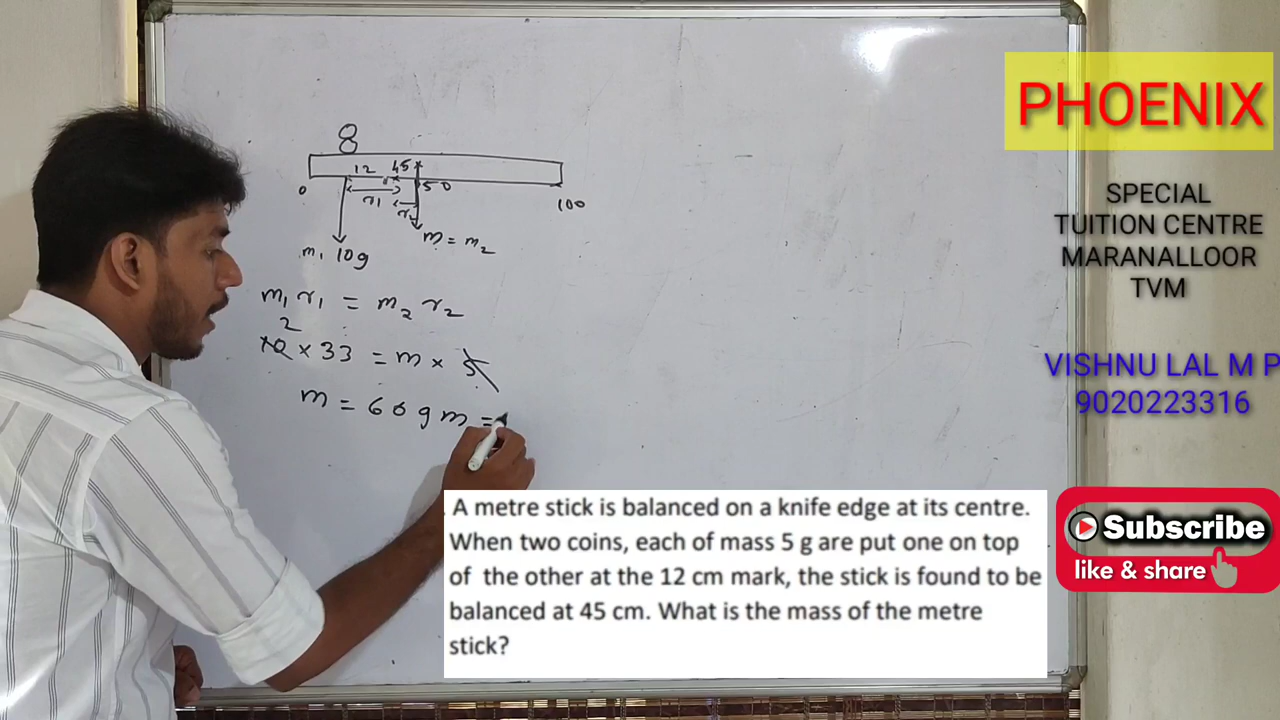 8
12 45
0 r1 50 100
r2
m = m2
m1 10g
m1 r1 = m2 r2
2
10 × 33 = m × 5
m = 66 g m =
A metre stick is balanced on a knife edge at its centre.
When two coins, each of mass 5 g are put one on top
of the other at the 12 cm mark, the stick is found to be
balanced at 45 cm. What is the mass of the metre
stick?
PHOENIX
SPECIAL
TUITION CENTRE
MARANALLOOR
TVM
VISHNU LAL M P
9020223316
Subscribe
like & share